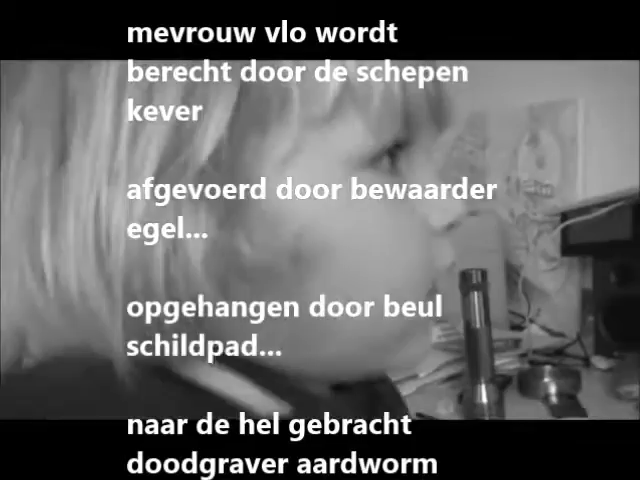 mevrouw vlo wordt
berecht door de schepen
kever
afgevoerd door bewaarder
egel...
opgehangen door beul
schildpad...
naar de hel gebracht
doodgraver aardworm